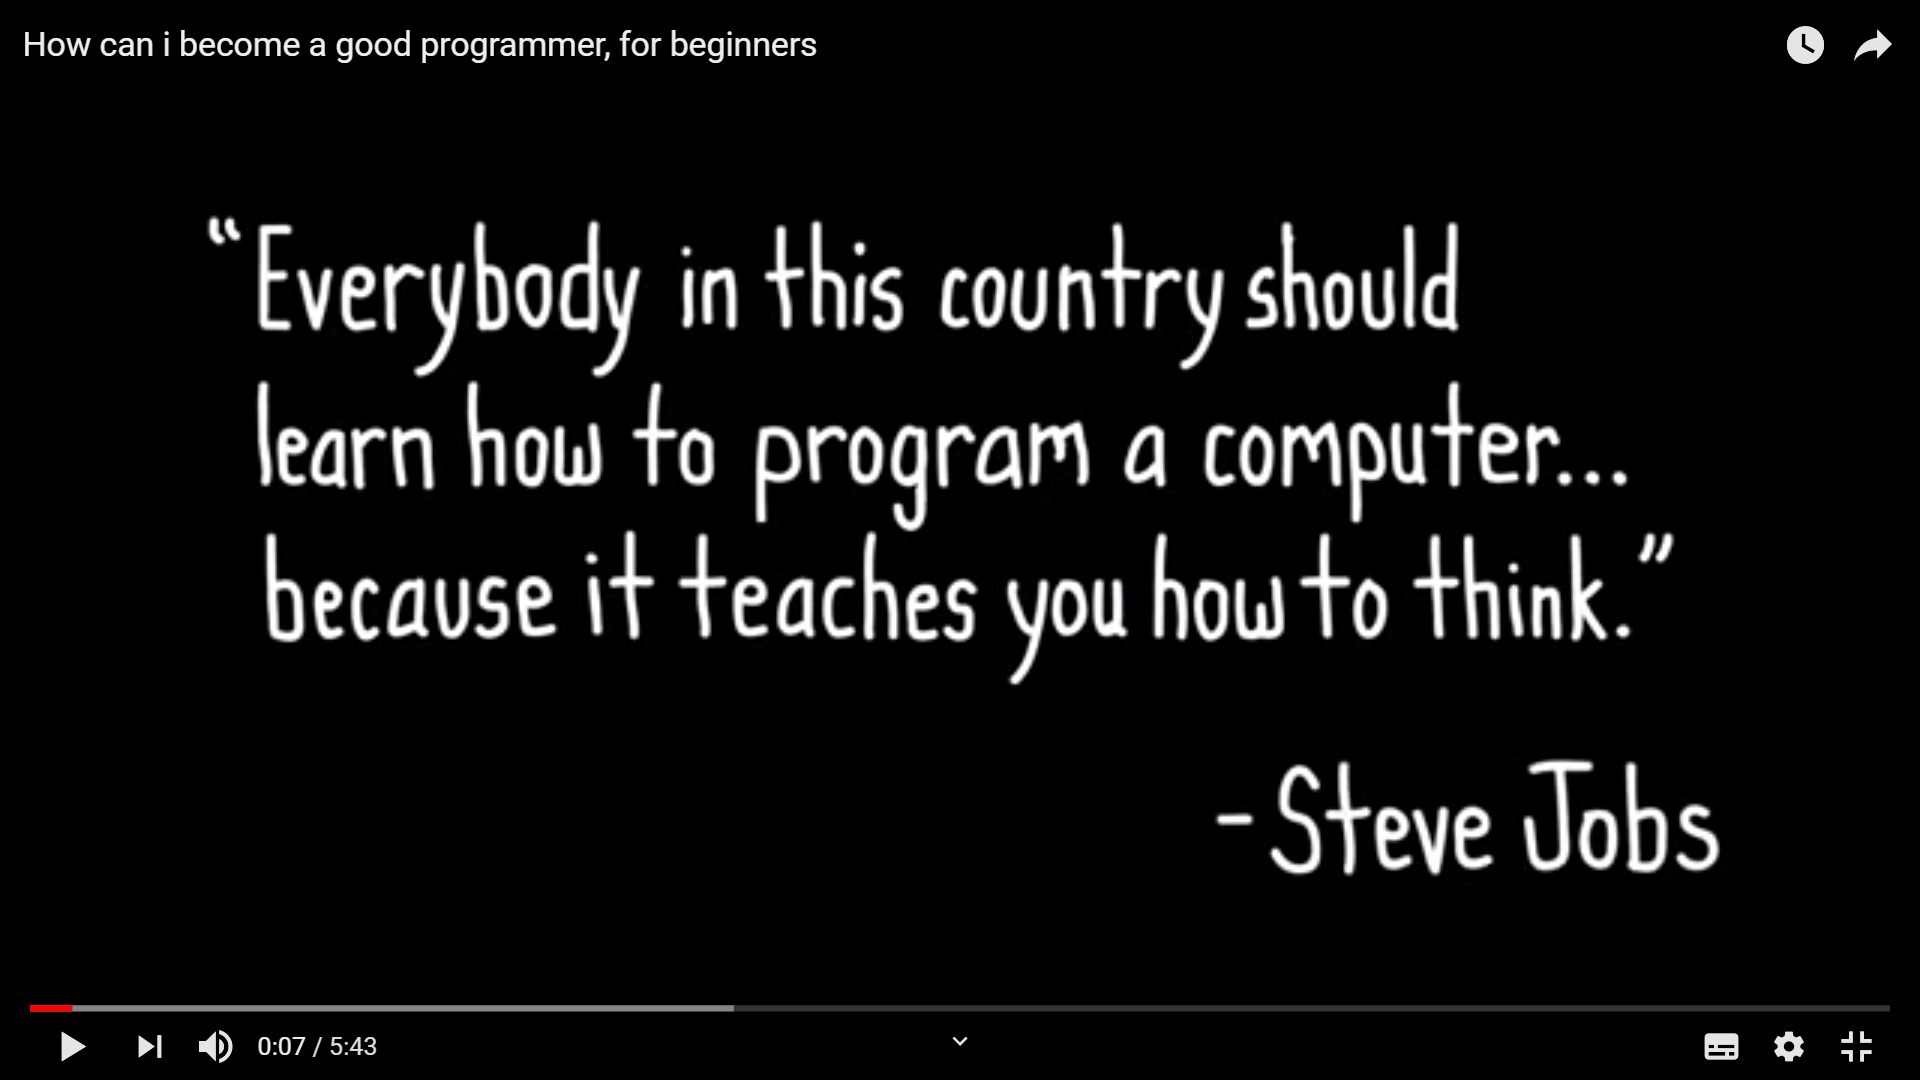 How can i become a good programmer, for beginners
“Everybody in this country should
learn how to program a computer...
because it teaches you how to think.”
- Steve Jobs
0:07 / 5:43